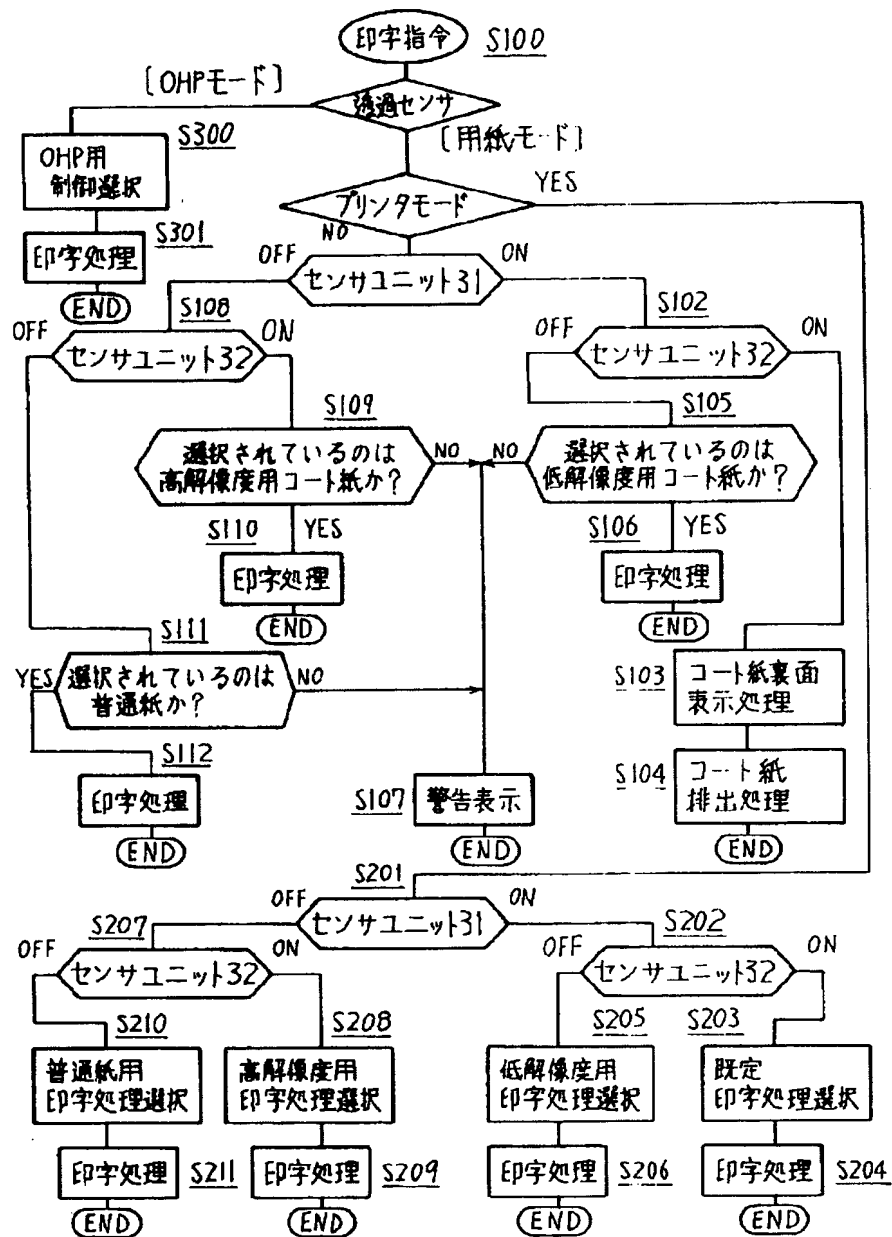 印字指令
S100
[OHPモード]
透過センサ
S300
[用紙モード]
OHP用
制御選択
YES
プリンタモード
NO
S301
印字処理
END
OFF
ON
センサユニット31
S108
S102
OFF
ON
センサユニット32
OFF
ON
センサユニット32
S109
S105
選択されているのは
高解像度用コート紙か?
NO
NO
選択されているのは
低解像度用コート紙か?
S110
YES
S106
YES
印字処理
END
印字処理
END
S111
YES
選択されているのは
普通紙か?
NO
S103
コート紙裏面
表示処理
S112
印字処理
END
S107
警告表示
END
S104
コート紙
排出処理
END
S201
OFF
ON
センサユニット31
S207
S202
OFF
ON
センサユニット32
OFF
ON
センサユニット32
S210
S208
S205
S203
普通紙用
印字処理選択
高解像度用
印字処理選択
低解像度用
印字処理選択
既定
印字処理選択
印字処理
S211
印字処理
S209
印字処理
S206
印字処理
S204
END
END
END
END